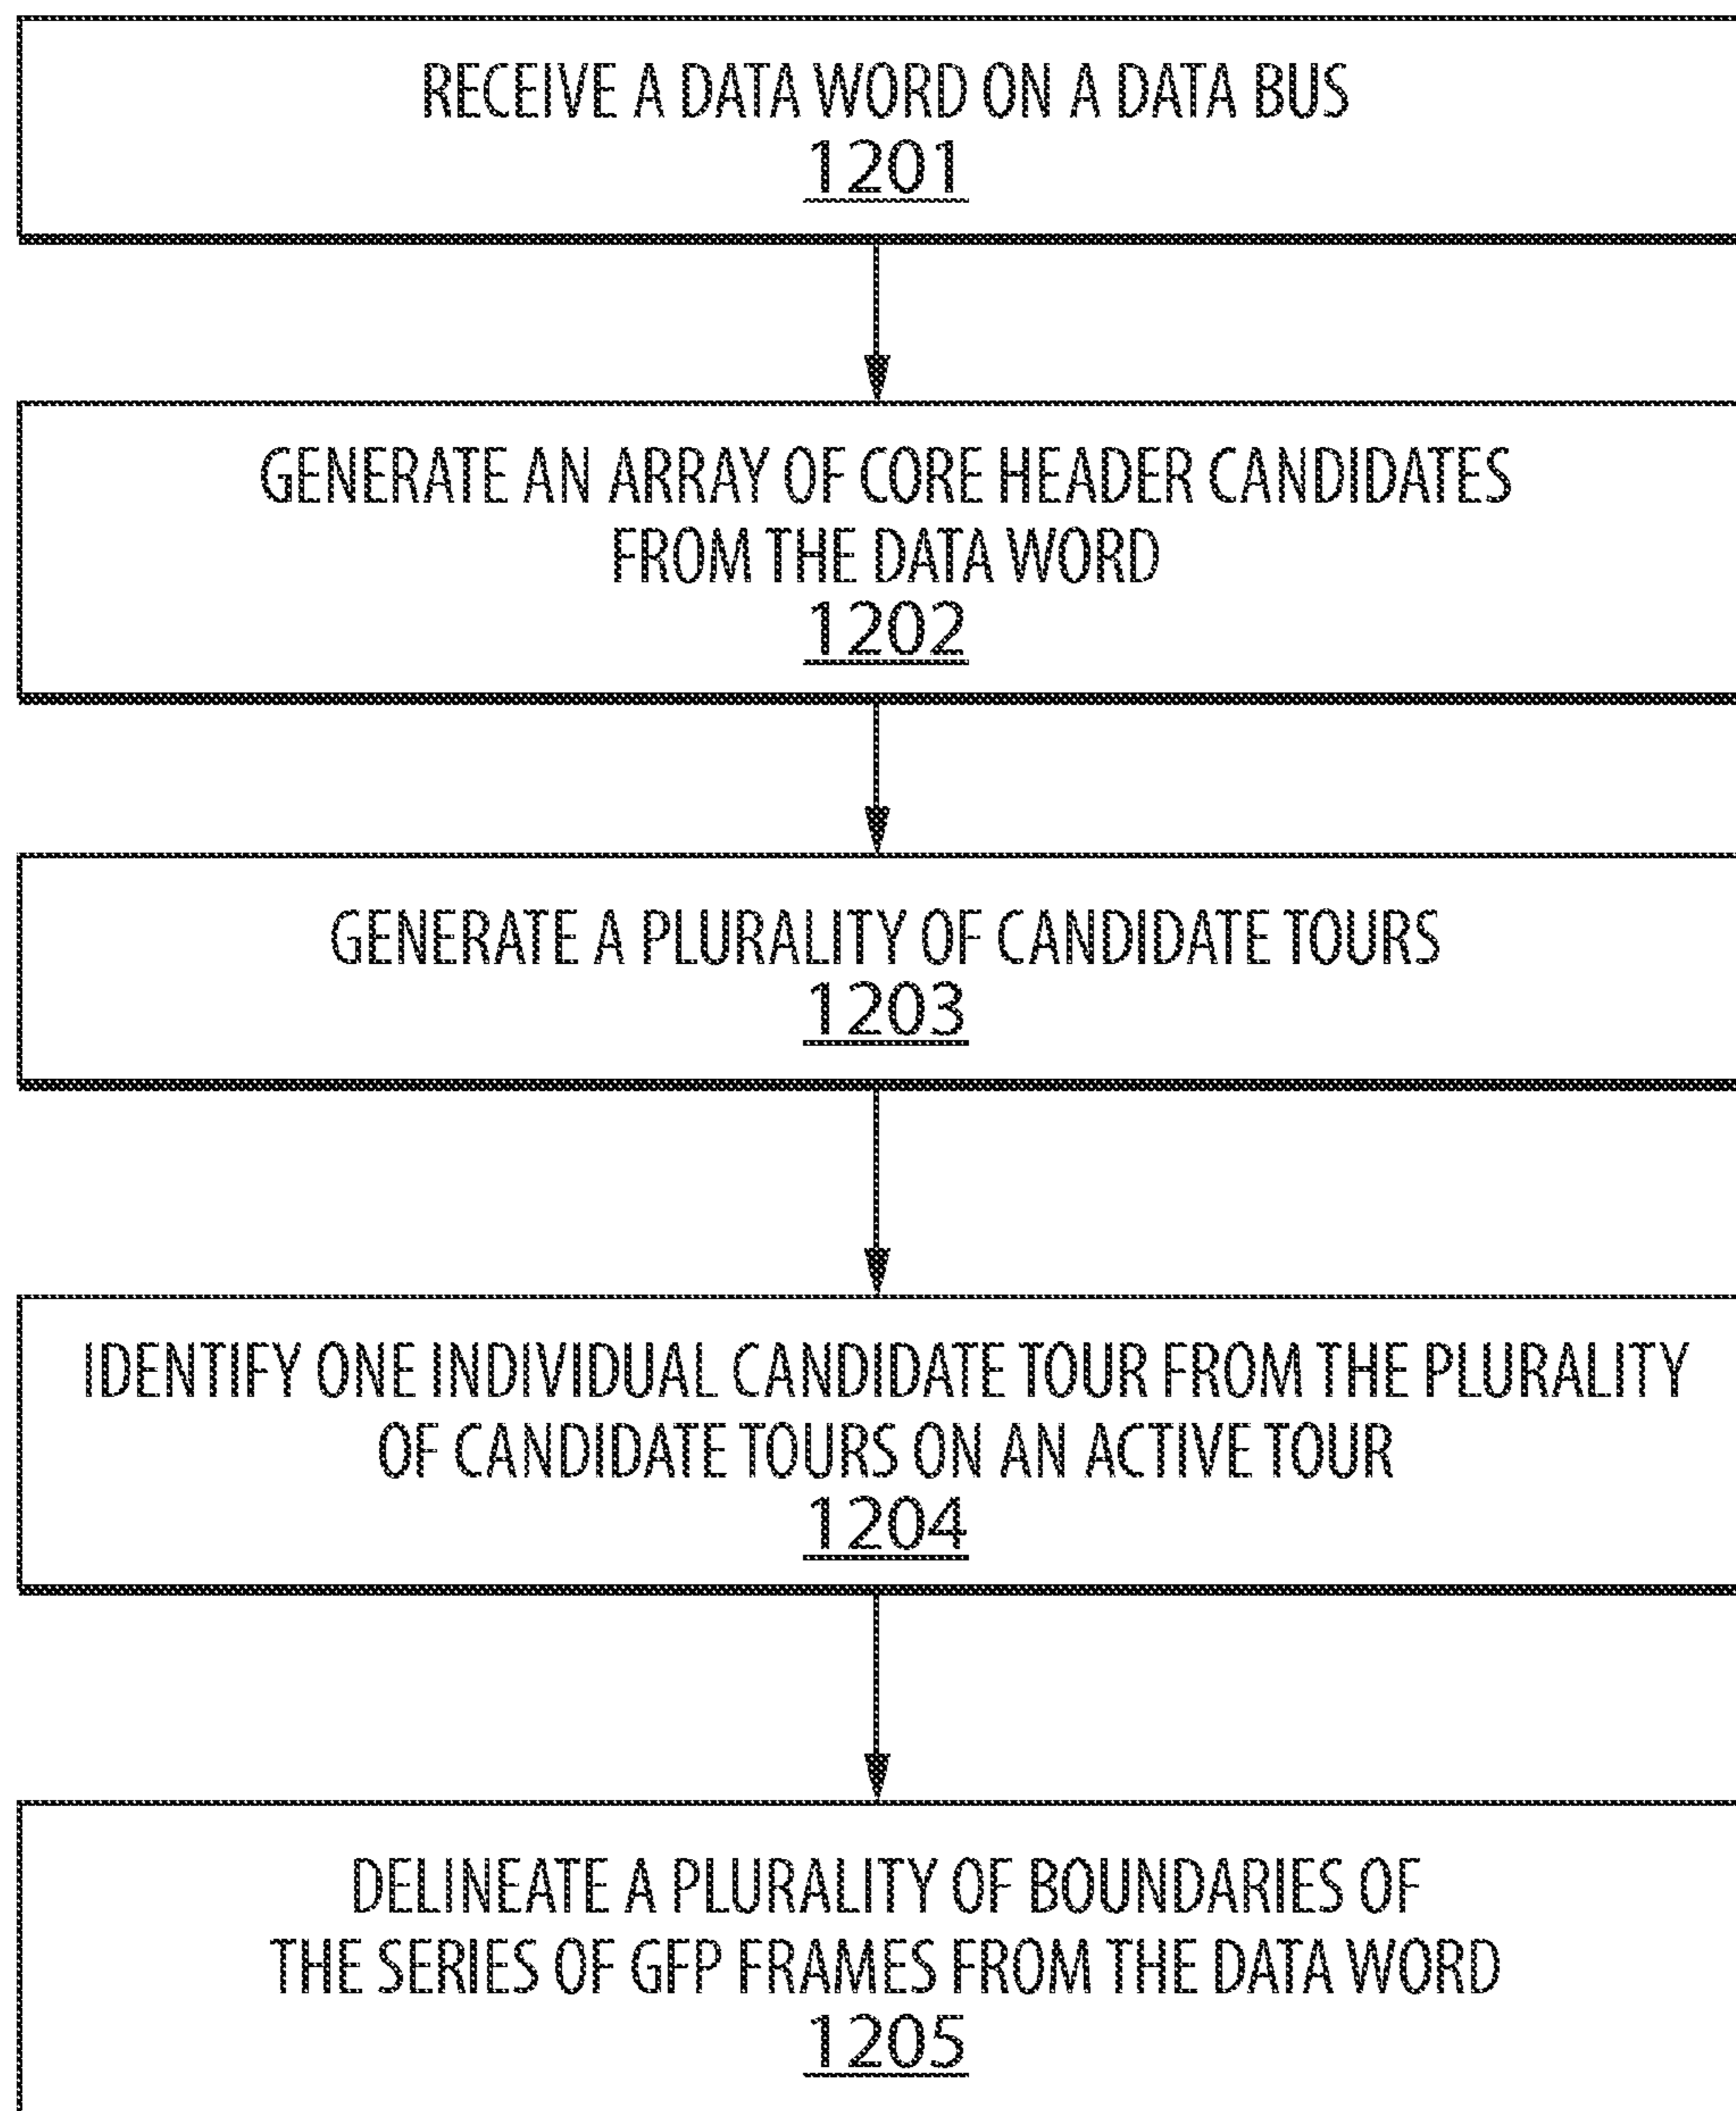 RECEIVE A DATA WORD ON A DATA BUS
1201
GENERATE AN ARRAY OF CORE HEADER CANDIDATES
FROM THE DATA WORD
1202
GENERATE A PLURALITY OF CANDIDATE TOURS
1203
IDENTIFY ONE INDIVIDUAL CANDIDATE TOUR FROM THE PLURALITY
OF CANDIDATE TOURS ON AN ACTIVE TOUR
1204
DELINEATE A PLURALITY OF BOUNDARIES OF
THE SERIES OF GFP FRAMES FROM THE DATA WORD
1205